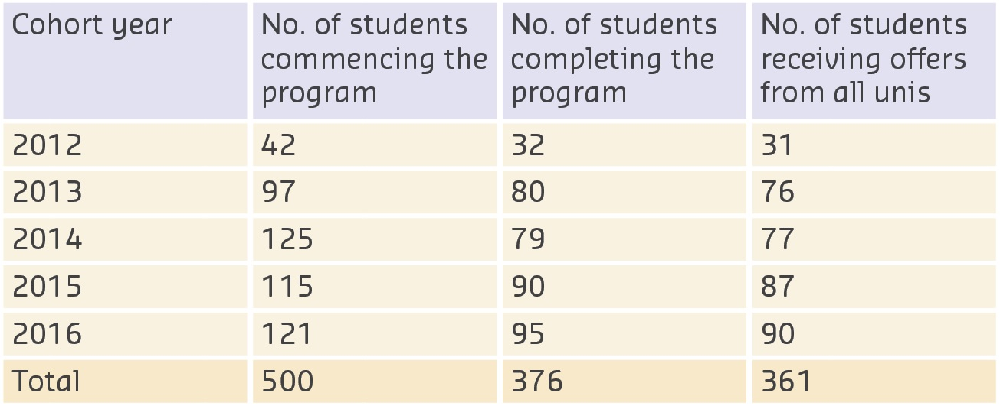 Cohort year
No. of students commencing the program
No. of students completing the program
No. of students receiving offers from all unis
2012 42 32 31
2013 97 80 76
2014 125 79 77
2015 115 90 87
2016 121 95 90
Total 500 376 361